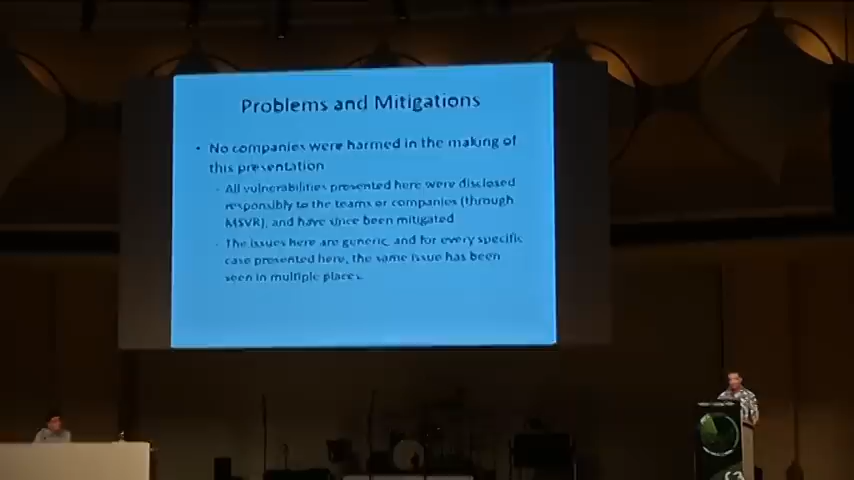 Problems and Mitigations
• No companies were harmed in the making of
this presentation
- All vulnerabilities presented here were disclosed
responsibly to the teams or companies (through
MSVR), and have since been mitigated
- The issues here are generic, and for every specific
case presented here, the same issue has been
seen in multiple places.